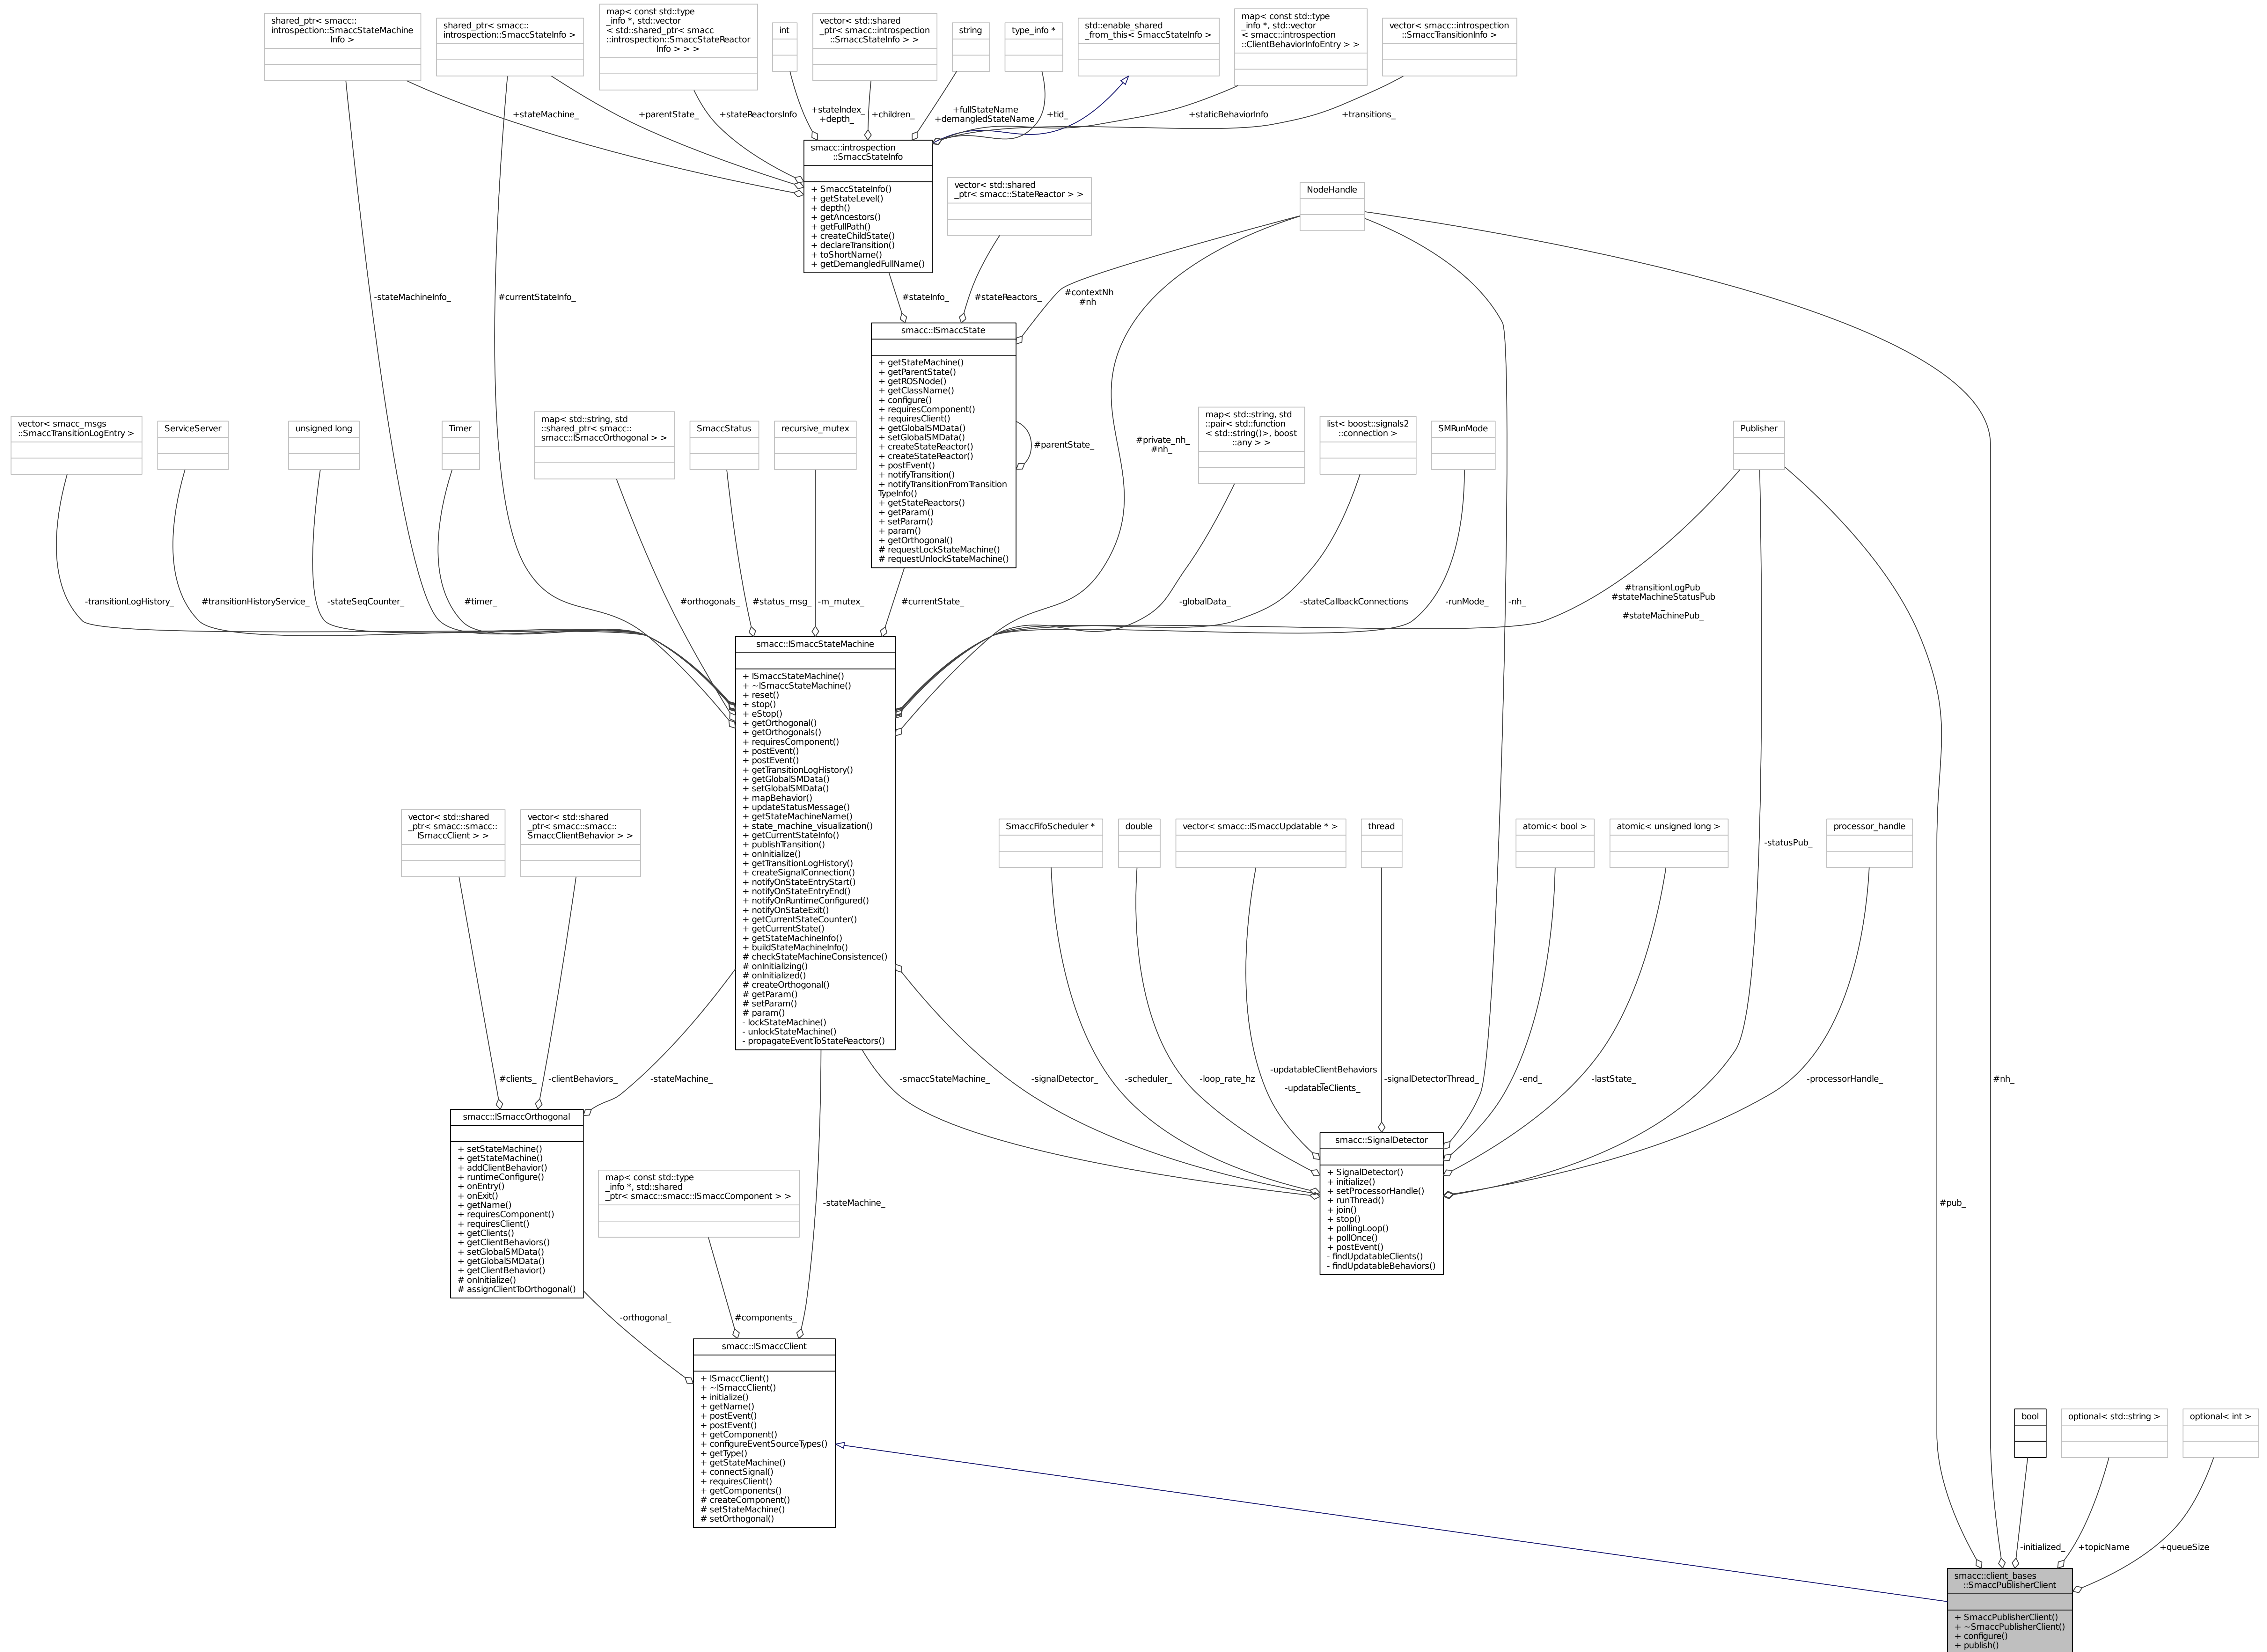 shared_ptr< smacc::
introspection::SmaccStateMachine
Info >
shared_ptr< smacc::
introspection::SmaccStateInfo >
map< const std::type
_info *, std::vector
< std::shared_ptr< smacc
::introspection::SmaccStateReactor
Info > > >
int
vector< std::shared
_ptr< smacc::introspection
::SmaccStateInfo > >
string
type_info *
std::enable_shared
_from_this< SmaccStateInfo >
map< const std::type
_info *, std::vector
< smacc::introspection
::ClientBehaviorInfoEntry > >
vector< smacc::introspection
::SmaccTransitionInfo >
+stateMachine_
+parentState_
+stateReactorsInfo
+stateIndex_
+depth_
+children_
+fullStateName
+demangledStateName
+tid_
+staticBehaviorInfo
+transitions_
smacc::introspection
::SmaccStateInfo
+ SmaccStateInfo()
+ getStateLevel()
+ depth()
+ getAncestors()
+ getFullPath()
+ createChildState()
+ declareTransition()
+ toShortName()
+ getDemangledFullName()
vector< std::shared
_ptr< smacc::StateReactor > >
NodeHandle
-stateMachineInfo_
#currentStateInfo_
#stateInfo_
#stateReactors_
#contextNh
#nh
smacc::ISmaccState
+ getStateMachine()
+ getParentState()
+ getROSNode()
+ getClassName()
+ configure()
+ requiresComponent()
+ requiresClient()
+ getGlobalSMData()
+ setGlobalSMData()
+ createStateReactor()
+ createStateReactor()
+ postEvent()
+ notifyTransition()
+ notifyTransitionFromTransition
TypeInfo()
+ getStateReactors()
+ getParam()
+ setParam()
+ param()
+ getOrthogonal()
# requestLockStateMachine()
# requestUnlockStateMachine()
#parentState_
#private_nh_
#nh_
vector< smacc_msgs
::SmaccTransitionLogEntry >
ServiceServer
unsigned long
Timer
map< std::string, std
::shared_ptr< smacc::
smacc::ISmaccOrthogonal > >
SmaccStatus
recursive_mutex
map< std::string, std
::pair< std::function
< std::string()>, boost
::any > >
list< boost::signals2
::connection >
SMRunMode
Publisher
-transitionLogHistory_
#transitionHistoryService_
-stateSeqCounter_
#timer_
#orthogonals_
#status_msg_
-m_mutex_
#currentState_
-globalData_
-stateCallbackConnections
-runMode_
-nh_
#transitionLogPub_
#stateMachineStatusPub
_
#stateMachinePub_
smacc::ISmaccStateMachine
+ ISmaccStateMachine()
+ ~ISmaccStateMachine()
+ reset()
+ stop()
+ eStop()
+ getOrthogonal()
+ getOrthogonals()
+ requiresComponent()
+ postEvent()
+ postEvent()
+ getTransitionLogHistory()
+ getGlobalSMData()
+ setGlobalSMData()
+ mapBehavior()
+ updateStatusMessage()
+ getStateMachineName()
+ state_machine_visualization()
+ getCurrentStateInfo()
+ publishTransition()
+ onInitialize()
+ getTransitionLogHistory()
+ createSignalConnection()
+ notifyOnStateEntryStart()
+ notifyOnStateEntryEnd()
+ notifyOnRuntimeConfigured()
+ notifyOnStateExit()
+ getCurrentStateCounter()
+ getCurrentState()
+ getStateMachineInfo()
+ buildStateMachineInfo()
# checkStateMachineConsistence()
# onInitializing()
# onInitialized()
# createOrthogonal()
# getParam()
# setParam()
# param()
- lockStateMachine()
- unlockStateMachine()
- propagateEventToStateReactors()
vector< std::shared
_ptr< smacc::smacc::
ISmaccClient > >
vector< std::shared
_ptr< smacc::smacc::
SmaccClientBehavior > >
SmaccFifoScheduler *
double
vector< smacc::ISmaccUpdatable * >
thread
atomic< bool >
atomic< unsigned long >
processor_handle
-statusPub_
#clients_
-clientBehaviors_
-stateMachine_
-smaccStateMachine_
-signalDetector_
-scheduler_
-loop_rate_hz
-updatableClientBehaviors
_
-updatableClients_
-signalDetectorThread_
-end_
-lastState_
-processorHandle_
#nh_
smacc::ISmaccOrthogonal
+ setStateMachine()
+ getStateMachine()
+ addClientBehavior()
+ runtimeConfigure()
+ onEntry()
+ onExit()
+ getName()
+ requiresComponent()
+ requiresClient()
+ getClients()
+ getClientBehaviors()
+ setGlobalSMData()
+ getGlobalSMData()
+ getClientBehavior()
# onInitialize()
# assignClientToOrthogonal()
map< const std::type
_info *, std::shared
_ptr< smacc::smacc::ISmaccComponent > >
-stateMachine_
smacc::SignalDetector
+ SignalDetector()
+ initialize()
+ setProcessorHandle()
+ runThread()
+ join()
+ stop()
+ pollingLoop()
+ pollOnce()
+ postEvent()
- findUpdatableClients()
- findUpdatableBehaviors()
#pub_
-orthogonal_
#components_
smacc::ISmaccClient
+ ISmaccClient()
+ ~ISmaccClient()
+ initialize()
+ getName()
+ postEvent()
+ postEvent()
+ getComponent()
+ configureEventSourceTypes()
+ getType()
+ getStateMachine()
+ connectSignal()
+ requiresClient()
+ getComponents()
# createComponent()
# setStateMachine()
# setOrthogonal()
bool
optional< std::string >
optional< int >
-initialized_
+topicName
+queueSize
smacc::client_bases
::SmaccPublisherClient
+ SmaccPublisherClient()
+ ~SmaccPublisherClient()
+ configure()
+ publish()